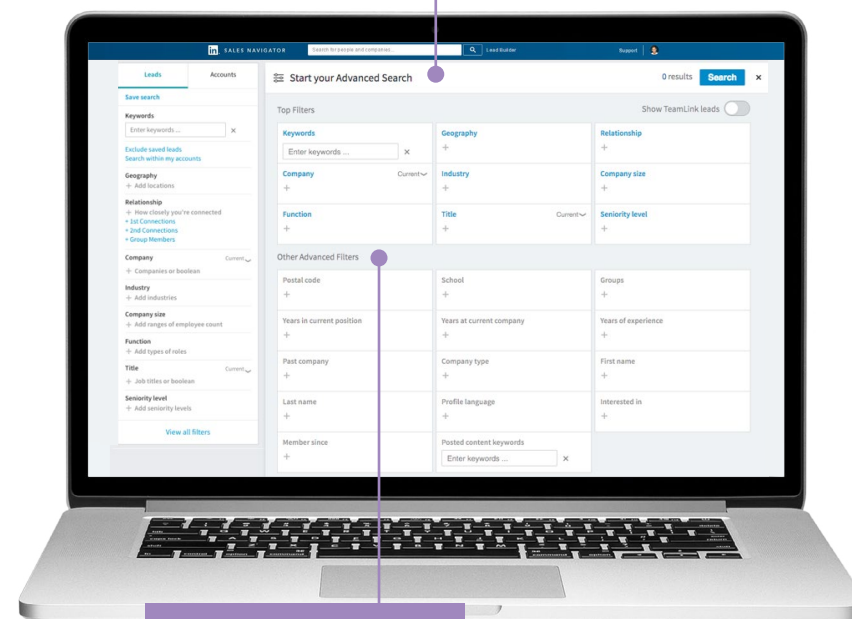 in SALES NAVIGATOR Search for people and companies... Lead Builder Support
Leads Accounts
Save search
Keywords
Enter keywords ... ×
Exclude saved leads
Search within my accounts
Geography
+ Add locations
Relationship
+ How closely you're connected
+ 1st Connections
+ 2nd Connections
+ Group Members
Company Current
+ Companies or boolean
Industry
+ Add industries
Company size
+ Add ranges of employee count
Function
+ Add types of roles
Title Current
+ Job titles or boolean
Seniority level
+ Add seniority levels
View all filters
Start your Advanced Search 0 results Search ×
Top Filters Show TeamLink leads
Keywords Geography Relationship
Enter keywords ... × + +
Company Current Industry Company size
+ + +
Function Title Current Seniority level
+ + +
Other Advanced Filters
Postal code School Groups
+ + +
Years in current position Years at current company Years of experience
+ + +
Past company Company type First name
+ + +
Last name Profile language Interested in
+ + +
Member since Posted content keywords
+ Enter keywords ... ×